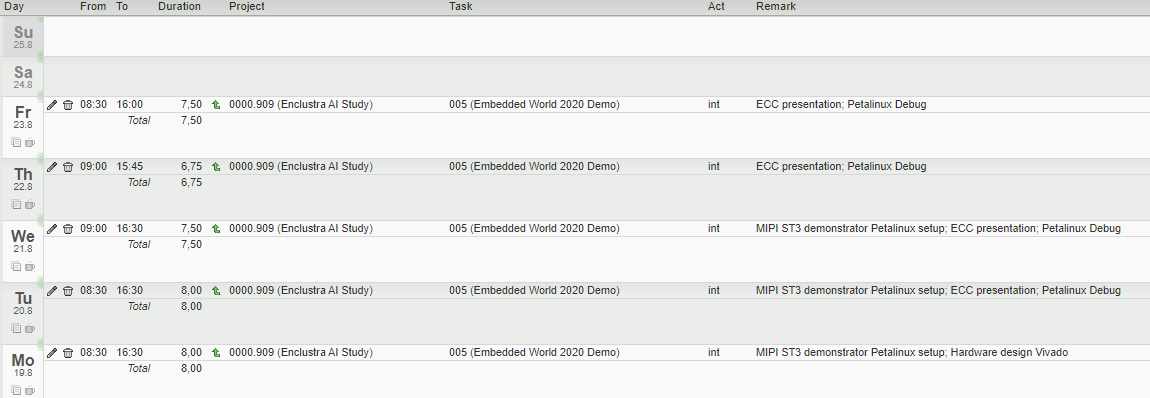 Day From To Duration Project Task Act Remark
Su
25.8
Sa
24.8
Fr
23.8
08:30 16:00 7,50 0000.909 (Enclustra AI Study) 005 (Embedded World 2020 Demo) int ECC presentation; Petalinux Debug
Total 7,50
Th
22.8
09:00 15:45 6,75 0000.909 (Enclustra AI Study) 005 (Embedded World 2020 Demo) int ECC presentation; Petalinux Debug
Total 6,75
We
21.8
09:00 16:30 7,50 0000.909 (Enclustra AI Study) 005 (Embedded World 2020 Demo) int MIPI ST3 demonstrator Petalinux setup; ECC presentation; Petalinux Debug
Total 7,50
Tu
20.8
08:30 16:30 8,00 0000.909 (Enclustra AI Study) 005 (Embedded World 2020 Demo) int MIPI ST3 demonstrator Petalinux setup; ECC presentation; Petalinux Debug
Total 8,00
Mo
19.8
08:30 16:30 8,00 0000.909 (Enclustra AI Study) 005 (Embedded World 2020 Demo) int MIPI ST3 demonstrator Petalinux setup; Hardware design Vivado
Total 8,00